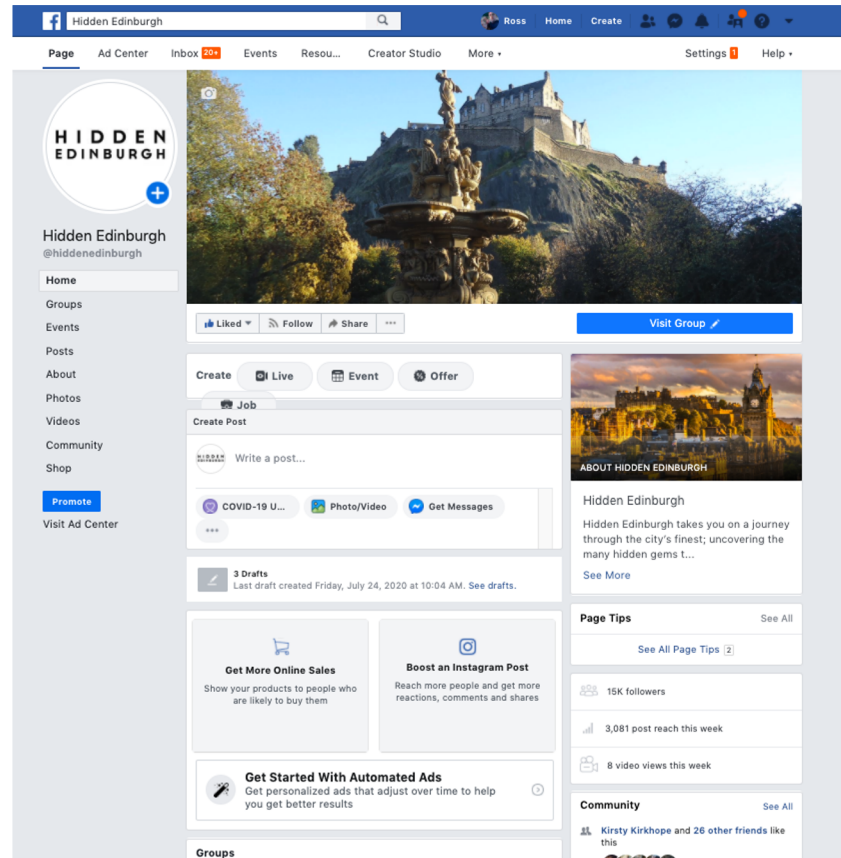 Hidden Edinburgh
Ross Home Create
Page Ad Center Inbox 20+ Events Resou... Creator Studio More Settings 1 Help
HIDDEN
EDINBURGH
Hidden Edinburgh
@hiddenedinburgh
Home
Groups
Events
Posts
About
Photos
Videos
Community
Shop
Promote
Visit Ad Center
Liked Follow Share ...
Visit Group
Create Live Event Offer
Job
Create Post
HIDDEN
EDINBURGH
Write a post...
COVID-19 U... Photo/Video Get Messages
...
3 Drafts
Last draft created Friday, July 24, 2020 at 10:04 AM. See drafts.
Get More Online Sales
Show your products to people who
are likely to buy them
Boost an Instagram Post
Reach more people and get more
reactions, comments and shares
Get Started With Automated Ads
Get personalized ads that adjust over time to help
you get better results
Groups
ABOUT HIDDEN EDINBURGH
Hidden Edinburgh
Hidden Edinburgh takes you on a journey
through the city's finest; uncovering the
many hidden gems t...
See More
Page Tips See All
See All Page Tips 2
15K followers
3,081 post reach this week
8 video views this week
Community See All
Kirsty Kirkhope and 26 other friends like
this